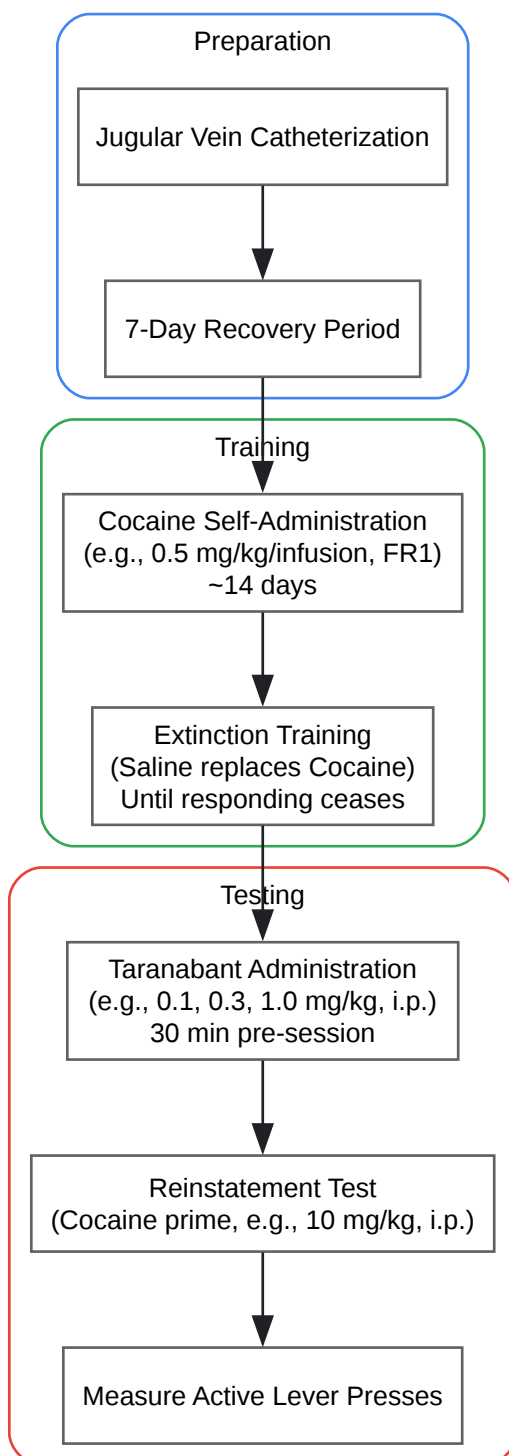 Preparation
Jugular Vein Catheterization
7-Day Recovery Period
Training
Cocaine Self-Administration
(e.g., 0.5 mg/kg/infusion, FR1)
~14 days
Extinction Training
(Saline replaces Cocaine)
Until responding ceases
Testing
Taranabant Administration
(e.g., 0.1, 0.3, 1.0 mg/kg, i.p.)
30 min pre-session
Reinstatement Test
(Cocaine prime, e.g., 10 mg/kg, i.p.)
Measure Active Lever Presses